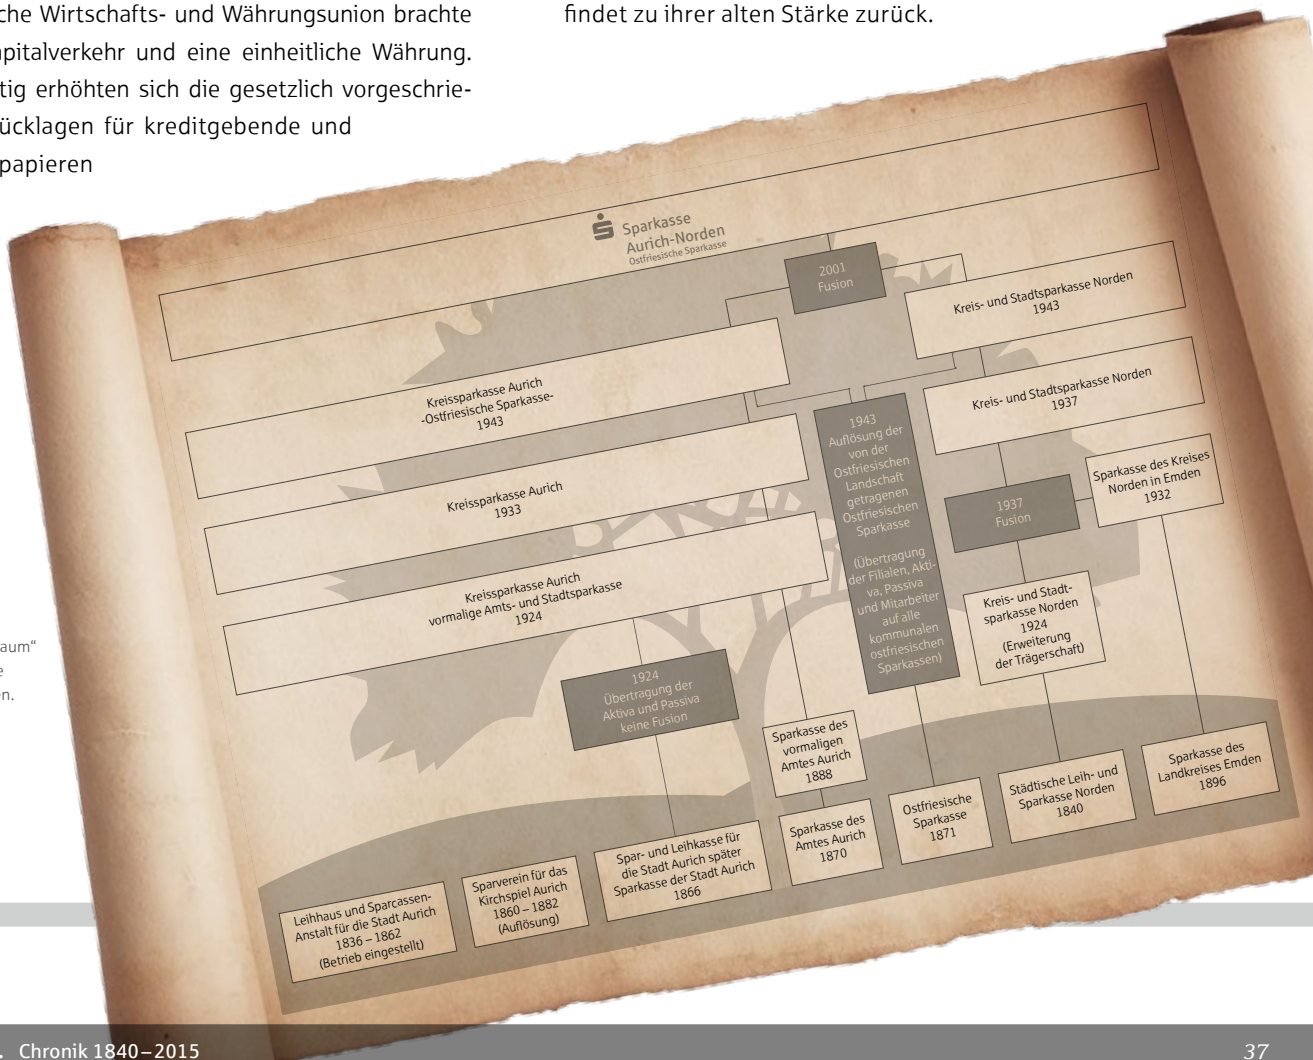 che Wirtschafts- und Währungsunion brachte
pitalverkehr und eine einheitliche Währung.
tig erhöhten sich die gesetzlich vorgeschrie-
ücklagen für kreditgebende und
papieren
findet zu ihrer alten Stärke zurück.
Sparkasse
Aurich-Norden
Ostfriesische Sparkasse
2001
Fusion
Kreis- und Stadtsparkasse Norden
1943
Kreissparkasse Aurich
-Ostfriesische Sparkasse-
1943
Kreis- und Stadtsparkasse Norden
1937
1943
Auflösung der
von der
Ostfriesischen
Landschaft
getragenen
Ostfriesischen
Sparkasse
(Übertragung
der Filialen, Akti-
va, Passiva
und Mitarbeiter
auf alle
kommunalen
ostfriesischen
Sparkassen)
Sparkasse des Kreises
Norden in Emden
1932
Kreissparkasse Aurich
1933
1937
Fusion
Kreissparkasse Aurich
vormalige Amts- und Stadtsparkasse
1924
Kreis- und Stadt-
sparkasse Norden
1924
(Erweiterung
der Trägerschaft)
1924
Übertragung der
Aktiva und Passiva
keine Fusion
Sparkasse des
vormaligen
Amtes Aurich
1888
Leihhaus und Sparcassen-
Anstalt für die Stadt Aurich
1836 – 1862
(Betrieb eingestellt)
Sparverein für das
Kirchspiel Aurich
1860 – 1882
(Auflösung)
Spar- und Leihkasse für
die Stadt Aurich später
Sparkasse der Stadt Aurich
1866
Sparkasse des
Amtes Aurich
1870
Ostfriesische
Sparkasse
1871
Städtische Leih- und
Sparkasse Norden
1840
Sparkasse des
Landkreises Emden
1896
aum“
e
n.
. Chronik 1840 – 2015
37